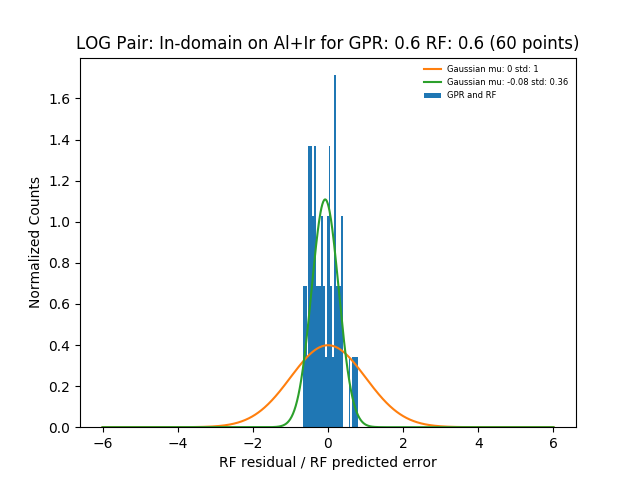 LOG Pair: In-domain on Al+Ir for GPR: 0.6 RF: 0.6 (60 points)
Gaussian mu: 0 std: 1
Gaussian mu: -0.08 std: 0.36
GPR and RF
Normalized Counts
1.6
1.4
1.2
1.0
0.8
0.6
0.4
0.2
0.0
−6
−4
−2
0
2
4
6
RF residual / RF predicted error